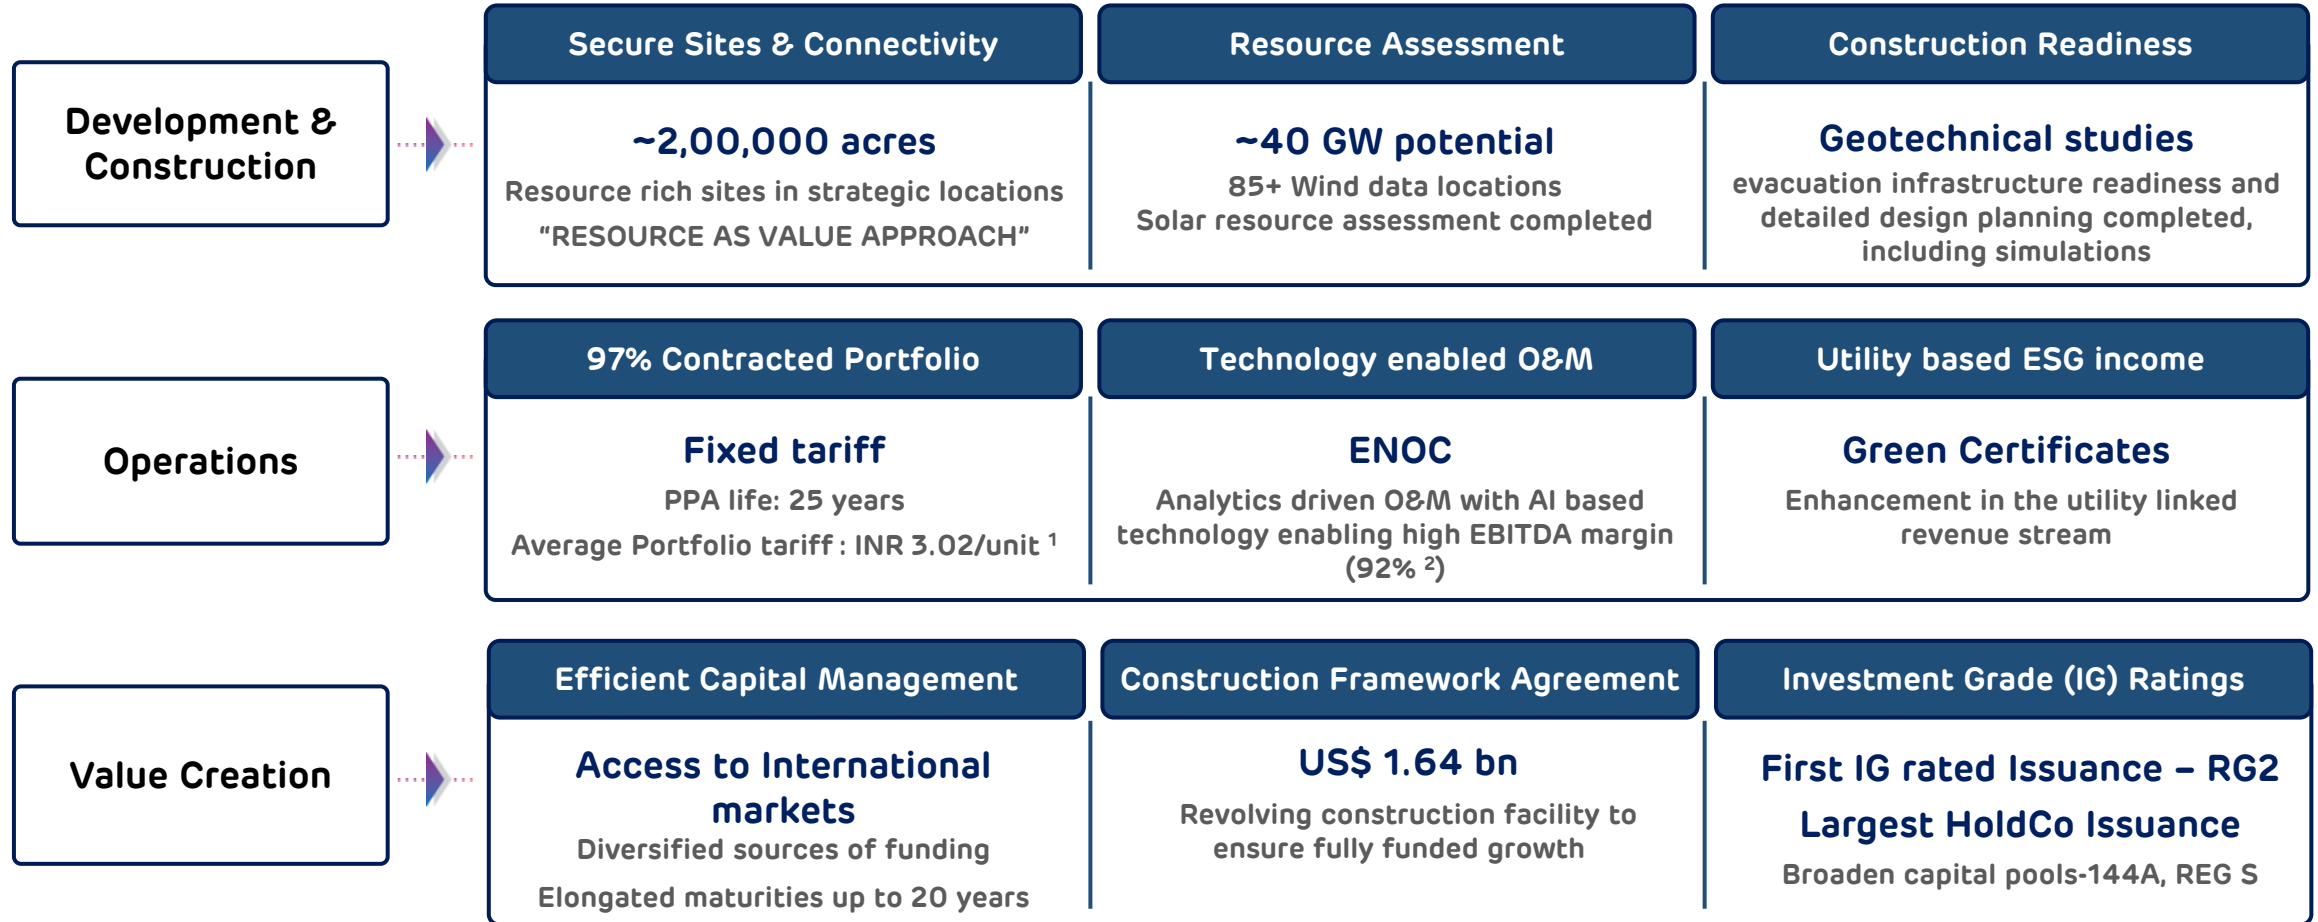 Development &
Construction
Secure Sites & Connectivity
~2,00,000 acres
Resource rich sites in strategic locations
“RESOURCE AS VALUE APPROACH”
Resource Assessment
~40 GW potential
85+ Wind data locations
Solar resource assessment completed
Construction Readiness
Geotechnical studies
evacuation infrastructure readiness and
detailed design planning completed,
including simulations
Operations
97% Contracted Portfolio
Fixed tariff
PPA life: 25 years
Average Portfolio tariff : INR 3.02/unit ¹
Technology enabled O&M
ENOC
Analytics driven O&M with AI based
technology enabling high EBITDA margin
(92% ²)
Utility based ESG income
Green Certificates
Enhancement in the utility linked
revenue stream
Value Creation
Efficient Capital Management
Access to International
markets
Diversified sources of funding
Elongated maturities up to 20 years
Construction Framework Agreement
US$ 1.64 bn
Revolving construction facility to
ensure fully funded growth
Investment Grade (IG) Ratings
First IG rated Issuance – RG2
Largest HoldCo Issuance
Broaden capital pools-144A, REG S